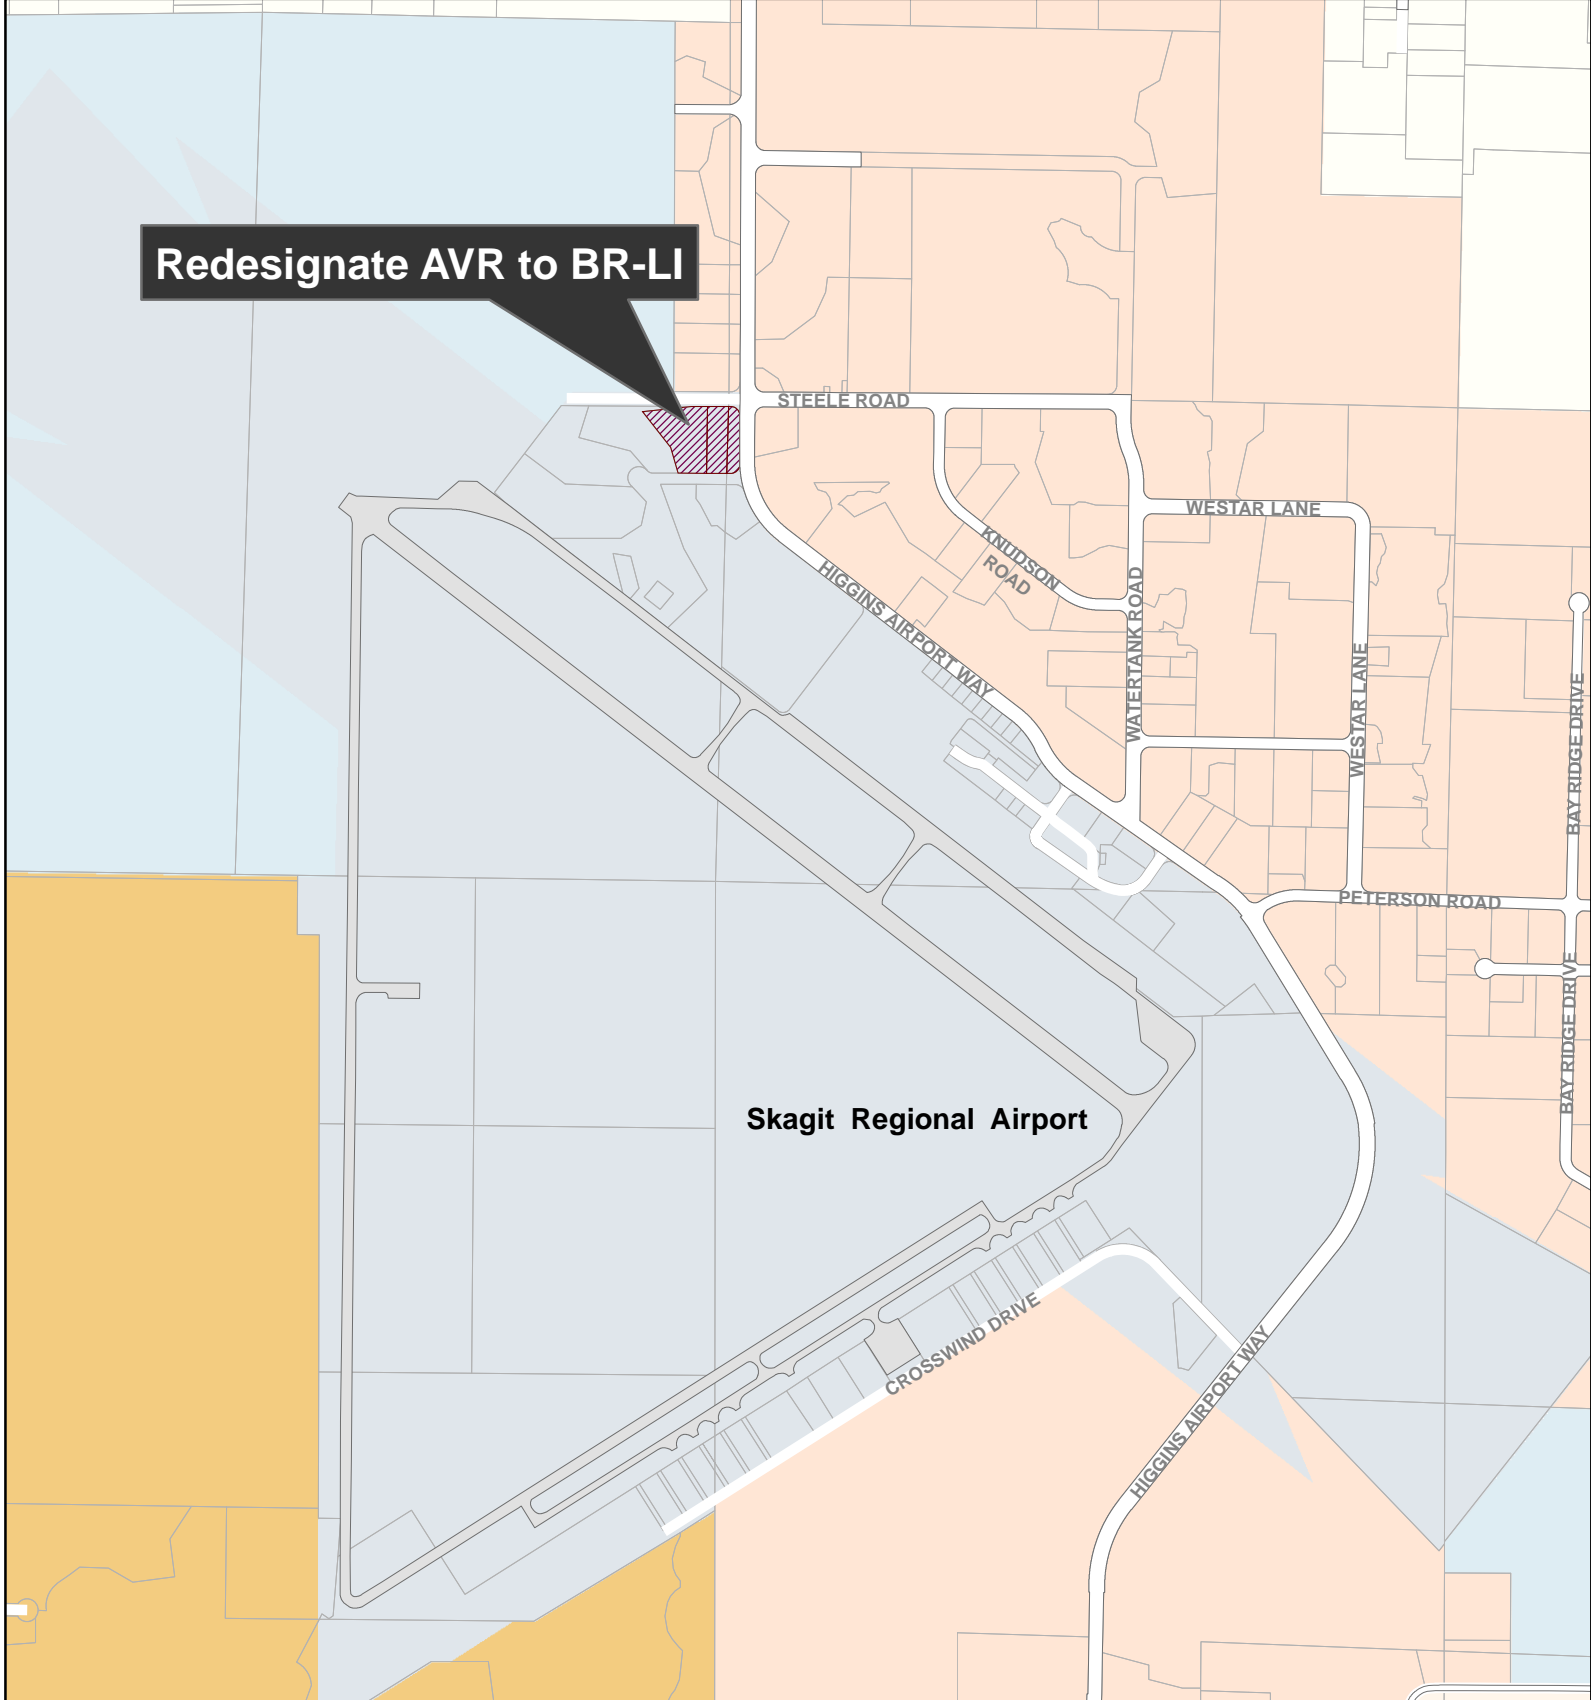 Redesignate AVR to BR-LI
STEELE ROAD
WESTAR LANE
KNUDSON
ROAD
HIGGINS AIRPORT WAY
WATERTANK ROAD
WESTAR LANE
BAY RIDGE DRIVE
PETERSON ROAD
BAY RIDGE DRIVE
Skagit Regional Airport
CROSSWIND DRIVE
HIGGINS AIRPORT WAY